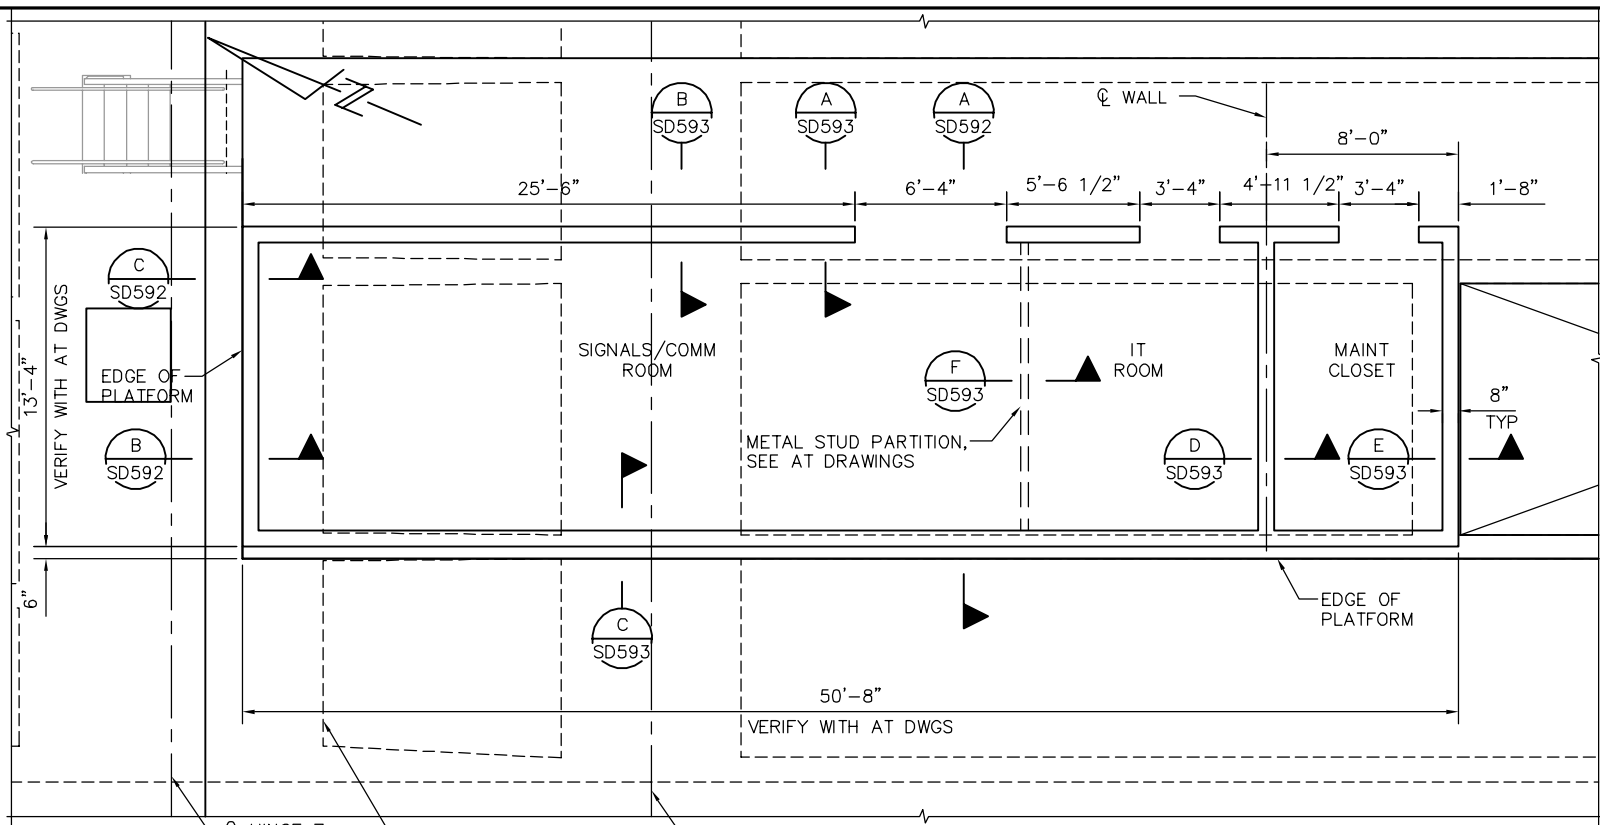 B
SD593
A
SD593
A
SD592
℄ WALL
8'-0"
25'-6"
6'-4"
5'-6 1/2"
3'-4"
4'-11 1/2"
3'-4"
1'-8"
C
SD592
13'-4"
VERIFY WITH AT DWGS
EDGE OF
PLATFORM
B
SD592
6"
SIGNALS/COMM
ROOM
F
SD593
IT
ROOM
MAINT
CLOSET
METAL STUD PARTITION,
SEE AT DRAWINGS
D
SD593
E
SD593
8"
TYP
C
SD593
EDGE OF
PLATFORM
50'-8"
VERIFY WITH AT DWGS